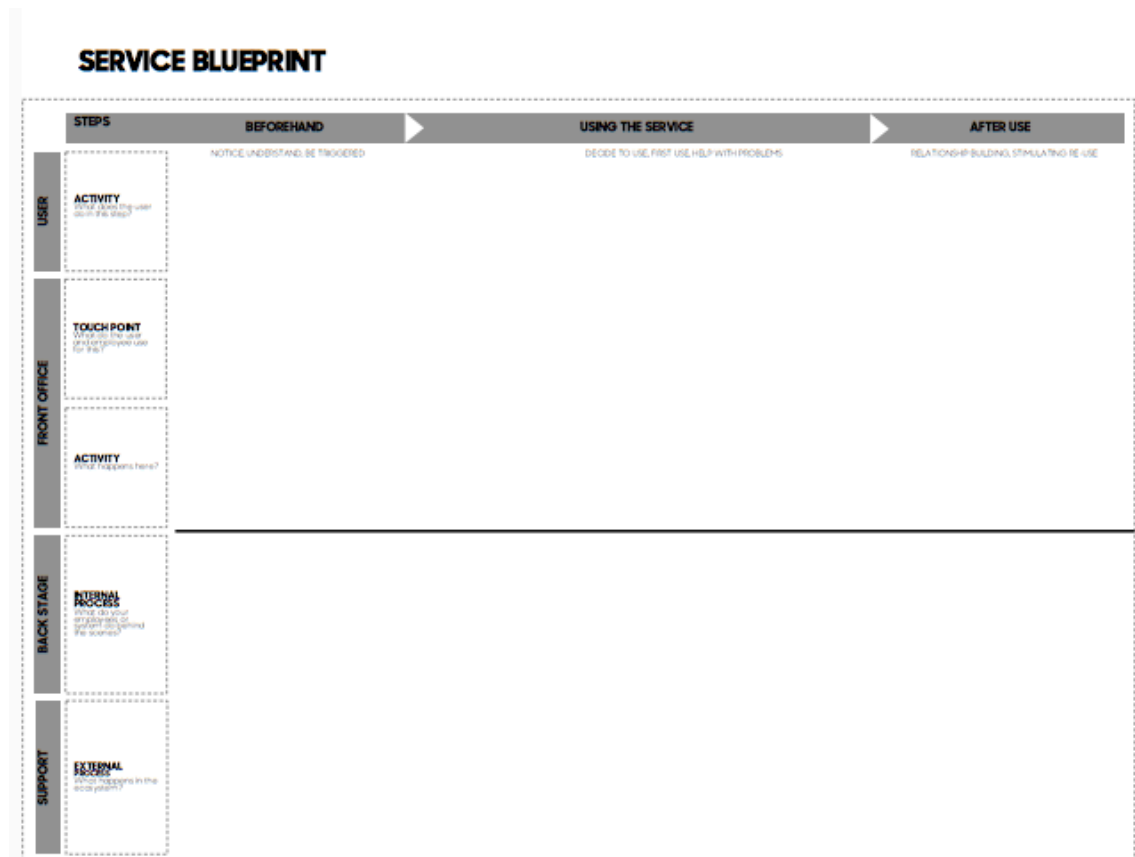 SERVICE BLUEPRINT
STEPS
BEFOREHAND
USING THE SERVICE
AFTER USE
NOTICE, UNDERSTAND, BE TRIGGERED
DECIDE TO USE, FIRST USE, HELP WITH PROBLEMS
RELATIONSHIP BUILDING, STIMULATING RE-USE
USER
ACTIVITY
What does the user
do in this step?
FRONT OFFICE
TOUCH POINT
What do the user
and employee use
for this?
ACTIVITY
What happens here?
BACK STAGE
INTERNAL
PROCESS
What do your
employees or
system do behind
the scenes?
SUPPORT
EXTERNAL
PROCESS
What happens in the
ecosystem?